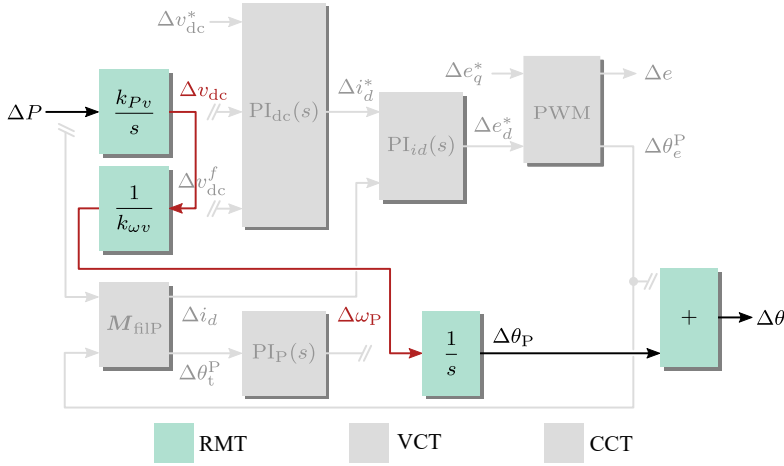 Δv*dc
ΔP
kPv
s
Δvdc
PIdc(s)
Δi*d
Δe*q
PWM
Δe
PIid(s)
Δe*d
ΔθPe
1
kωv
Δvfdc
MfilP
Δid
ΔθPt
PIP(s)
ΔωP
1
s
ΔθP
+
Δθ
RMT
VCT
CCT